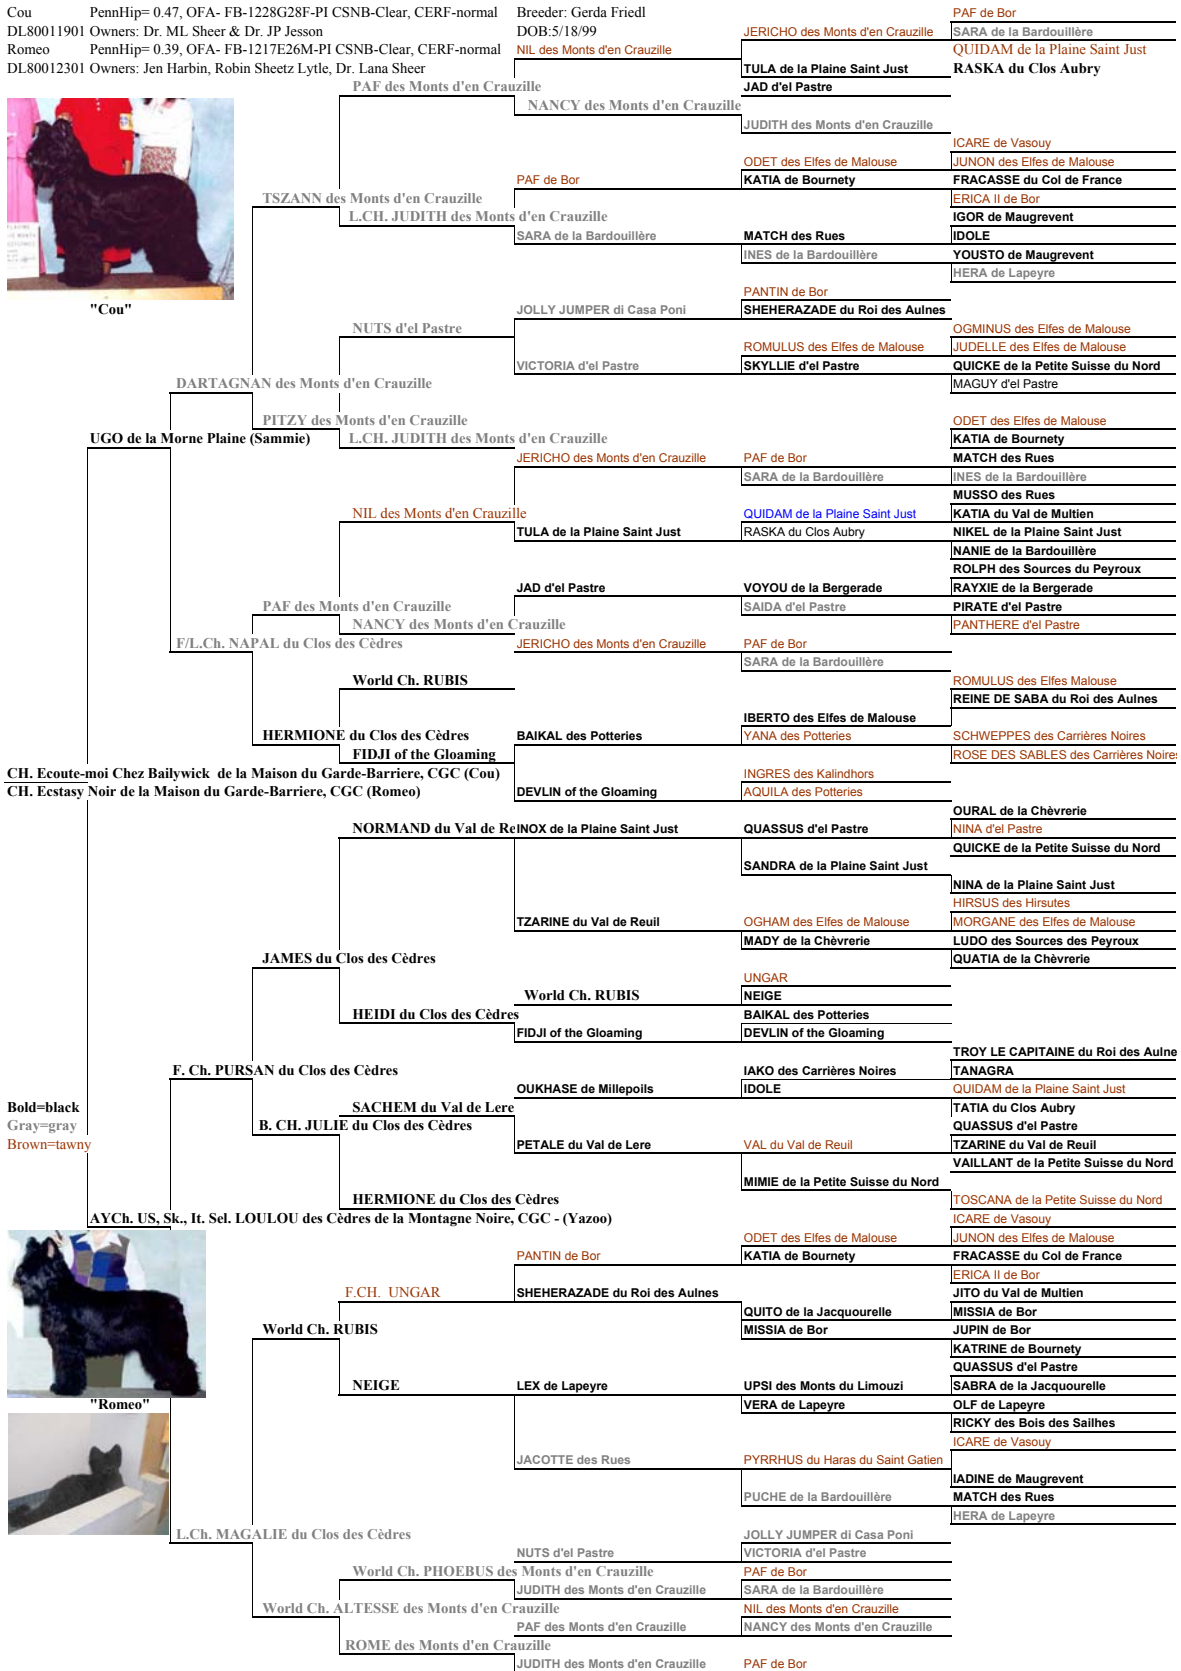 Cou PennHip= 0.47, OFA- FB-1228G28F-PI CSNB-Clear, CERF-normal Breeder: Gerda Friedl PAF de Bor
DL80011901 Owners: Dr. ML Sheer & Dr. JP Jesson DOB:5/18/99 JERICHO des Monts d'en Crauzille SARA de la Bardouillère
Romeo PennHip= 0.39, OFA- FB-1217E26M-PI CSNB-Clear, CERF-normal NIL des Monts d'en Crauzille QUIDAM de la Plaine Saint Just
DL80012301 Owners: Jen Harbin, Robin Sheetz Lytle, Dr. Lana Sheer TULA de la Plaine Saint Just RASKA du Clos Aubry
PAF des Monts d'en Crauzille JAD d'el Pastre
NANCY des Monts d'en Crauzille
JUDITH des Monts d'en Crauzille
ICARE de Vasouy
ODET des Elfes de Malouse JUNON des Elfes de Malouse
PAF de Bor KATIA de Bournety FRACASSE du Col de France
TSZANN des Monts d'en Crauzille ERICA II de Bor
L.CH. JUDITH des Monts d'en Crauzille IGOR de Maugrevent
SARA de la Bardouillère MATCH des Rues IDOLE
INES de la Bardouillère YOUSTO de Maugrevent
HERA de Lapeyre
PANTIN de Bor
"Cou" JOLLY JUMPER di Casa Poni SHEHERAZADE du Roi des Aulnes
NUTS d'el Pastre OGMINUS des Elfes de Malouse
ROMULUS des Elfes de Malouse JUDELLE des Elfes de Malouse
VICTORIA d'el Pastre SKYLLIE d'el Pastre QUICKE de la Petite Suisse du Nord
DARTAGNAN des Monts d'en Crauzille MAGUY d'el Pastre
PITZY des Monts d'en Crauzille ODET des Elfes de Malouse
UGO de la Morne Plaine (Sammie) L.CH. JUDITH des Monts d'en Crauzille KATIA de Bournety
JERICHO des Monts d'en Crauzille PAF de Bor MATCH des Rues
SARA de la Bardouillère INES de la Bardouillère
MUSSO des Rues
NIL des Monts d'en Crauzille QUIDAM de la Plaine Saint Just KATIA du Val de Multien
TULA de la Plaine Saint Just RASKA du Clos Aubry NIKEL de la Plaine Saint Just
NANIE de la Bardouillère
ROLPH des Sources du Peyroux
JAD d'el Pastre VOYOU de la Bergerade RAYXIE de la Bergerade
PAF des Monts d'en Crauzille SAIDA d'el Pastre PIRATE d'el Pastre
NANCY des Monts d'en Crauzille PANTHERE d'el Pastre
F/L.Ch. NAPAL du Clos des Cèdres JERICHO des Monts d'en Crauzille PAF de Bor
SARA de la Bardouillère
World Ch. RUBIS ROMULUS des Elfes Malouse
REINE DE SABA du Roi des Aulnes
IBERTO des Elfes de Malouse
HERMIONE du Clos des Cèdres BAIKAL des Potteries YANA des Potteries SCHWEPPES des Carrières Noires
FIDJI of the Gloaming ROSE DES SABLES des Carrières Noires
CH. Ecoute-moi Chez Bailywick de la Maison du Garde-Barriere, CGC (Cou) INGRES des Kalindhors
CH. Ecstasy Noir de la Maison du Garde-Barriere, CGC (Romeo) DEVLIN of the Gloaming AQUILA des Potteries
OURAL de la Chèvrerie
NORMAND du Val de Re INOX de la Plaine Saint Just QUASSUS d'el Pastre NINA d'el Pastre
QUICKE de la Petite Suisse du Nord
SANDRA de la Plaine Saint Just
NINA de la Plaine Saint Just
HIRSUS des Hirsutes
TZARINE du Val de Reuil OGHAM des Elfes de Malouse MORGANE des Elfes de Malouse
MADY de la Chèvrerie LUDO des Sources des Peyroux
JAMES du Clos des Cèdres QUATIA de la Chèvrerie
UNGAR
World Ch. RUBIS NEIGE
HEIDI du Clos des Cèdres BAIKAL des Potteries
FIDJI of the Gloaming DEVLIN of the Gloaming
TROY LE CAPITAINE du Roi des Aulne
F. Ch. PURSAN du Clos des Cèdres IAKO des Carrières Noires TANAGRA
OUKHASE de Millepoils IDOLE QUIDAM de la Plaine Saint Just
Bold=black SACHEM du Val de Lere TATIA du Clos Aubry
Gray=gray B. CH. JULIE du Clos des Cèdres QUASSUS d'el Pastre
Brown=tawny PETALE du Val de Lere VAL du Val de Reuil TZARINE du Val de Reuil
VAILLANT de la Petite Suisse du Nord
MIMIE de la Petite Suisse du Nord
HERMIONE du Clos des Cèdres TOSCANA de la Petite Suisse du Nord
AYCh. US, Sk., It. Sel. LOULOU des Cèdres de la Montagne Noire, CGC - (Yazoo) ICARE de Vasouy
ODET des Elfes de Malouse JUNON des Elfes de Malouse
PANTIN de Bor KATIA de Bournety FRACASSE du Col de France
ERICA II de Bor
F.CH. UNGAR SHEHERAZADE du Roi des Aulnes JITO du Val de Multien
QUITO de la Jacquourelle MISSIA de Bor
World Ch. RUBIS MISSIA de Bor JUPIN de Bor
KATRINE de Bournety
QUASSUS d'el Pastre
NEIGE LEX de Lapeyre UPSI des Monts du Limouzi SABRA de la Jacquourelle
"Romeo" VERA de Lapeyre OLF de Lapeyre
RICKY des Bois des Sailhes
ICARE de Vasouy
JACOTTE des Rues PYRRHUS du Haras du Saint Gatien
IADINE de Maugrevent
PUCHE de la Bardouillère MATCH des Rues
HERA de Lapeyre
L.Ch. MAGALIE du Clos des Cèdres JOLLY JUMPER di Casa Poni
NUTS d'el Pastre VICTORIA d'el Pastre
World Ch. PHOEBUS des Monts d'en Crauzille PAF de Bor
JUDITH des Monts d'en Crauzille SARA de la Bardouillère
World Ch. ALTESSE des Monts d'en Crauzille NIL des Monts d'en Crauzille
PAF des Monts d'en Crauzille NANCY des Monts d'en Crauzille
ROME des Monts d'en Crauzille
JUDITH des Monts d'en Crauzille PAF de Bor